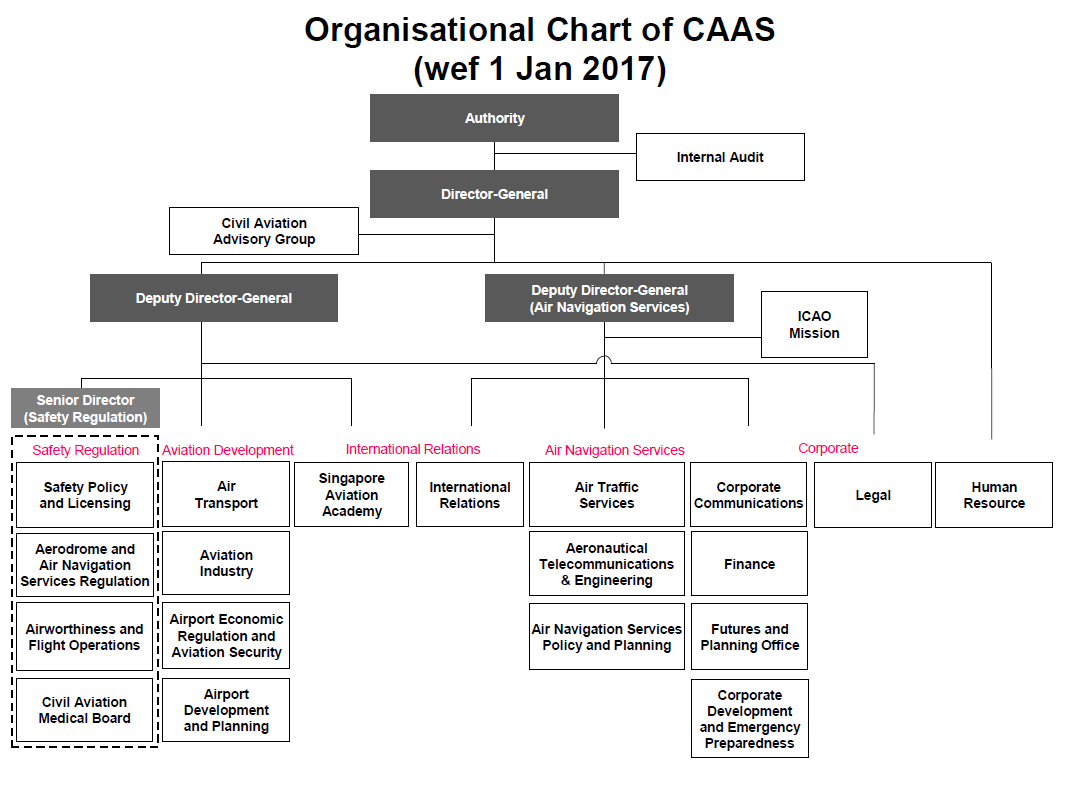 Organisational Chart of CAAS
(wef 1 Jan 2017)
Authority
Internal Audit
Director-General
Civil Aviation
Advisory Group
Deputy Director-General
Deputy Director-General
(Air Navigation Services)
ICAO
Mission
Senior Director
(Safety Regulation)
Safety Regulation
Aviation Development
International Relations
Air Navigation Services
Corporate
Safety Policy
and Licensing
Air
Transport
Singapore
Aviation
Academy
International
Relations
Air Traffic
Services
Corporate
Communications
Legal
Human
Resource
Aerodrome and
Air Navigation
Services Regulation
Aviation
Industry
Aeronautical
Telecommunications
& Engineering
Finance
Airworthiness and
Flight Operations
Airport Economic
Regulation and
Aviation Security
Air Navigation Services
Policy and Planning
Futures and
Planning Office
Civil Aviation
Medical Board
Airport
Development
and Planning
Corporate
Development
and Emergency
Preparedness